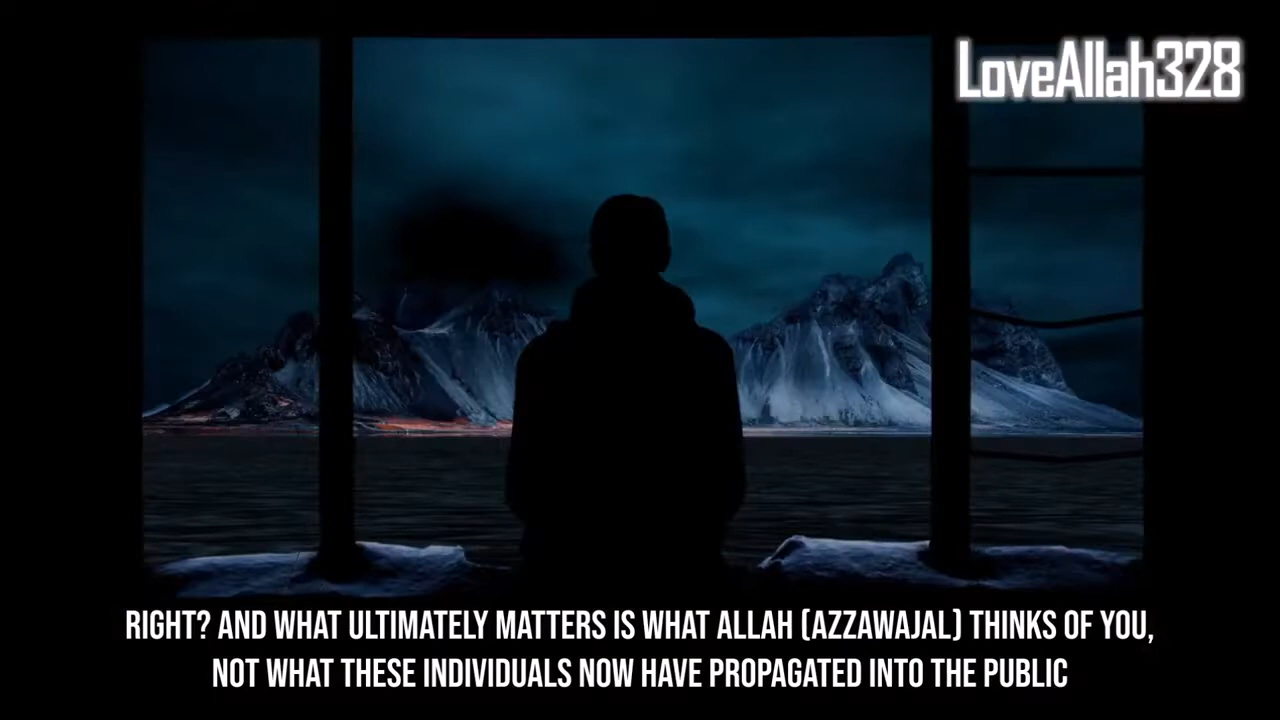 LoveAllah328
RIGHT? AND WHAT ULTIMATELY MATTERS IS WHAT ALLAH (AZZAWAJAL) THINKS OF YOU,
NOT WHAT THESE INDIVIDUALS NOW HAVE PROPAGATED INTO THE PUBLIC